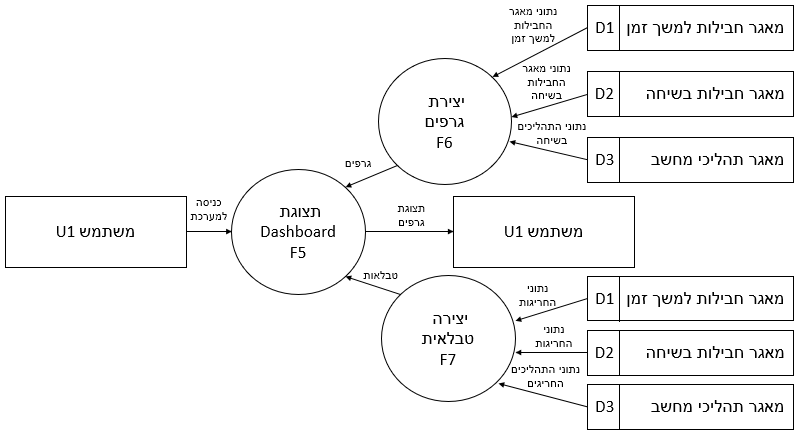 נתוני מאגר
החבילות
למשך זמן
D1
מאגר חבילות למשך זמן
נתוני מאגר
החבילות
בשיחה
D2
מאגר חבילות בשיחה
נתוני התהליכים
בשיחה
D3
מאגר תהליכי מחשב
יצירת
גרפים
F6
גרפים
משתמש U1
כניסה
למערכת
תצוגת
Dashboard
F5
תצוגת
גרפים
משתמש U1
טבלאות
יצירה
טבלאית
F7
נתוני
החריגות
D1
מאגר חבילות למשך זמן
נתוני
החריגות
D2
מאגר חבילות בשיחה
נתוני התהליכים
החריגים
D3
מאגר תהליכי מחשב